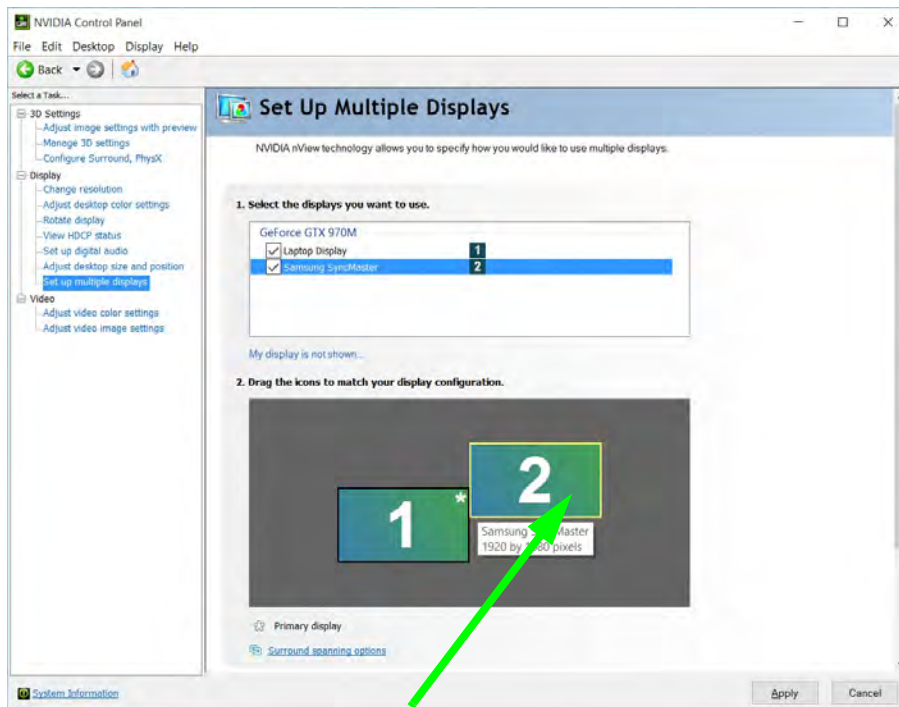 NVIDIA Control Panel
File Edit Desktop Display Help
Back
Select a Task...
3D Settings
Adjust image settings with preview
Manage 3D settings
Configure Surround, PhysX
Display
Change resolution
Adjust desktop color settings
Rotate display
View HDCP status
Set up digital audio
Adjust desktop size and position
Set up multiple displays
Video
Adjust video color settings
Adjust video image settings
Set Up Multiple Displays
NVIDIA nView technology allows you to specify how you would like to use multiple displays.
1. Select the displays you want to use.
GeForce GTX 970M
Laptop Display 1
Samsung SyncMaster 2
My display is not shown...
2. Drag the icons to match your display configuration.
1 *
2
Samsung Master
1920 by pixels
Primary display
Surround spanning options
System Information
Apply Cancel